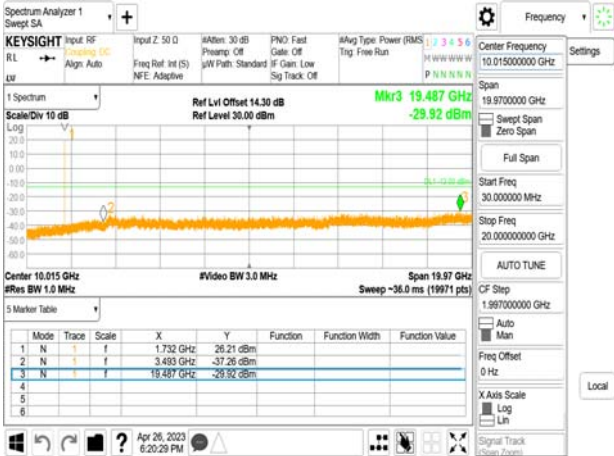 Spectrum Analyzer 1
Swept SA
+
Frequency
KEYSIGHT
RL
Input: RF
Coupling: DC
Align: Auto
Input Z: 50 Ω
Freq Ref: Int (S)
NFE: Adaptive
#Atten: 30 dB
Preamp: Off
µW Path: Standard
PNO: Fast
Gate: Off
IF Gain: Low
Sig Track: Off
#Avg Type: Power (RMS
Trig: Free Run
1 2 3 4 5 6
M W W W W W
P N N N N N
1 Spectrum
Scale/Div 10 dB
Log
Ref Lvl Offset 14.30 dB
Ref Level 30.00 dBm
Mkr3 19.487 GHz
-29.92 dBm
20.0
10.0
0.00
-10.0
-20.0
-30.0
-40.0
-50.0
-60.0
1
2
3
Center 10.015 GHz
#Res BW 1.0 MHz
#Video BW 3.0 MHz
Span 19.97 GHz
Sweep ~36.0 ms (19971 pts)
5 Marker Table
Mode Trace Scale X Y Function Function Width Function Value
1 N 1 f 1.732 GHz 26.21 dBm
2 N 1 f 3.493 GHz -37.26 dBm
3 N 1 f 19.487 GHz -29.92 dBm
4
5
6
Apr 26, 2023
6:20:29 PM
?
Center Frequency
10.015000000 GHz
Settings
Span
19.9700000 GHz
Swept Span
Zero Span
Full Span
Start Freq
30.000000 MHz
Stop Freq
20.000000000 GHz
AUTO TUNE
CF Step
1.997000000 GHz
Auto
Man
Freq Offset
0 Hz
X Axis Scale
Log
Lin
Local
Signal Track
(Span Zoom)